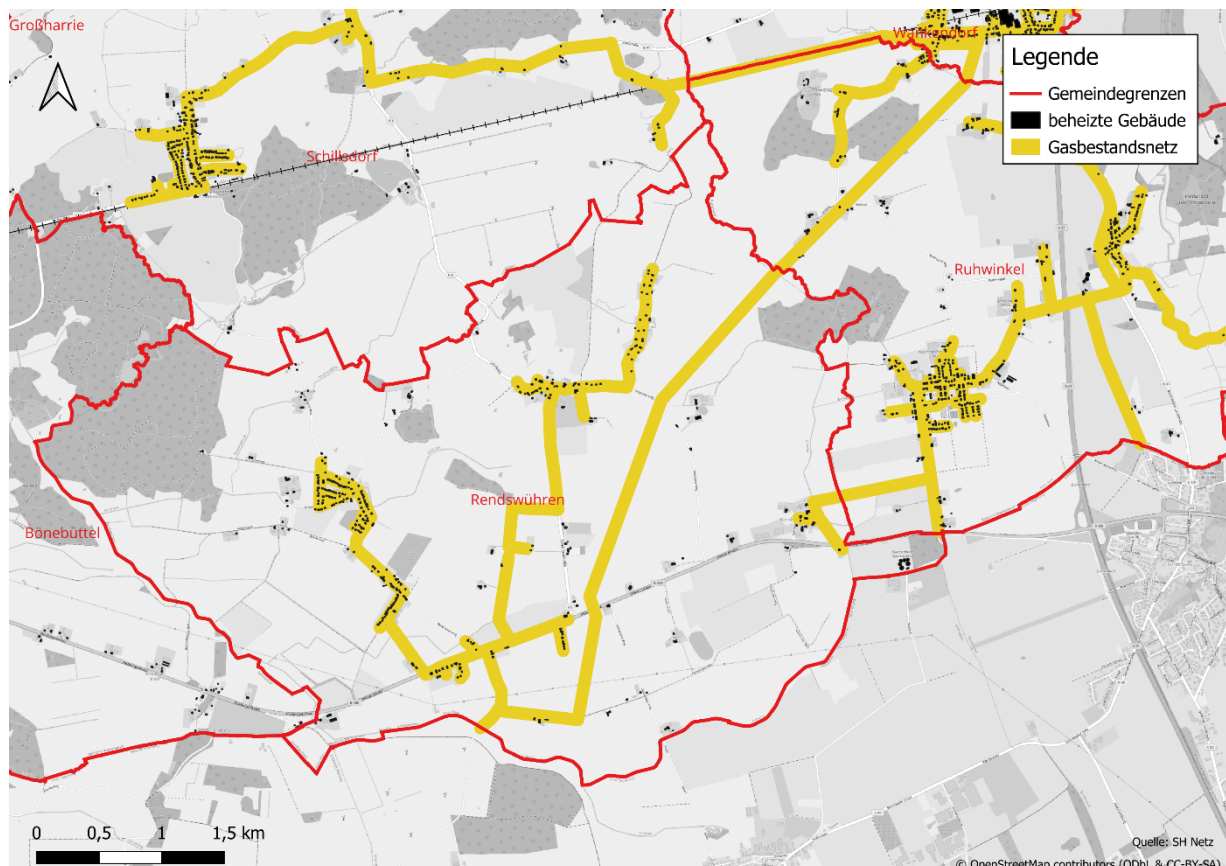 Großharrie
Wankendorf
Legende
Gemeindegrenzen
beheizte Gebäude
Gasbestandsnetz
Schillsdorf
Ruhwinkel
Rendswühren
Bönebüttel
0 0,5 1 1,5 km
Quelle: SH Netz
© OpenStreetMap contributors (ODbL & CC-BY-SA)